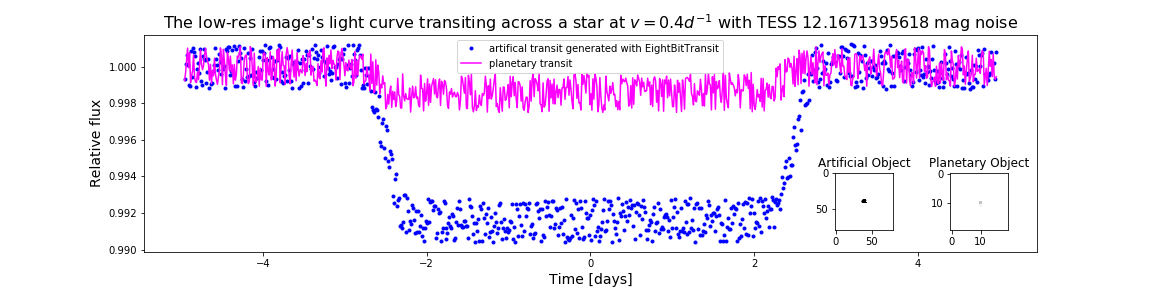 The low-res image's light curve transiting across a star at v = 0.4d⁻¹ with TESS 12.1671395618 mag noise
artifical transit generated with EightBitTransit
planetary transit
Relative flux
1.000
0.998
0.996
0.994
0.992
0.990
Artificial Object
0
50
0 50
Planetary Object
0
10
0 10
−4 −2 0 2 4
Time [days]